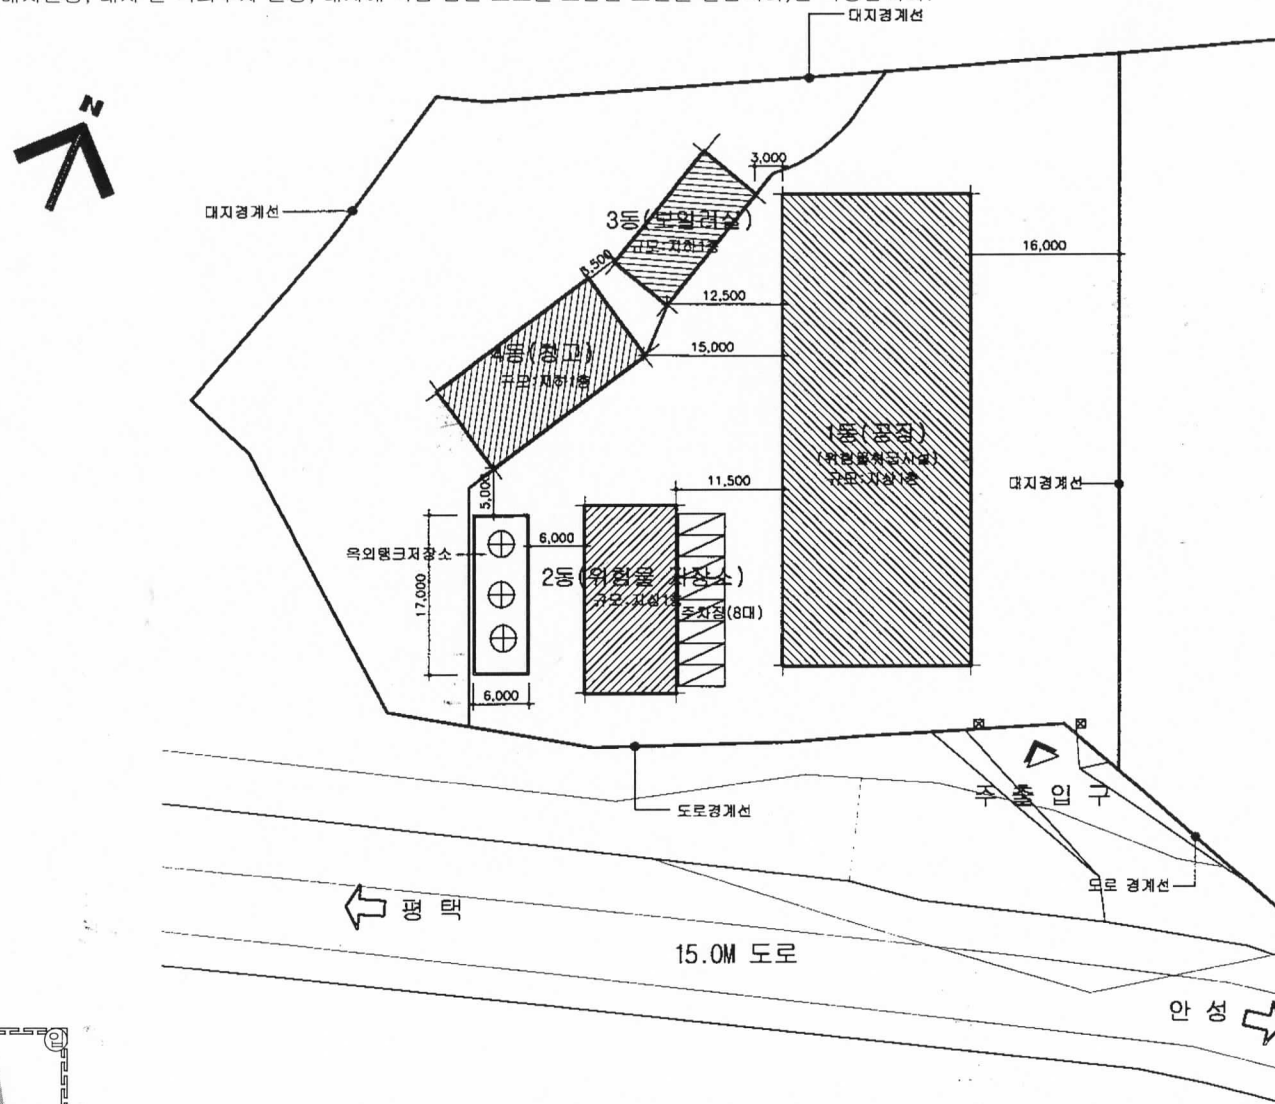 대지경계선
N
3,000
대지경계선
3동(보일러실)
규모:지하1층
16,000
3,500
12,500
15,000
4동(창고)
규모:지하1층
1동(공장)
(위험물취급시설)
규모:지상1층
11,500
대지경계선
5,000
6,000
옥외탱크저장소
2동(위험물 저장소)
규모:지상1층
17,000
주차장(8대)
6,000
주 출 입 구
도로경계선
도로 경계선
평 택
15.0M 도로
안 성
입